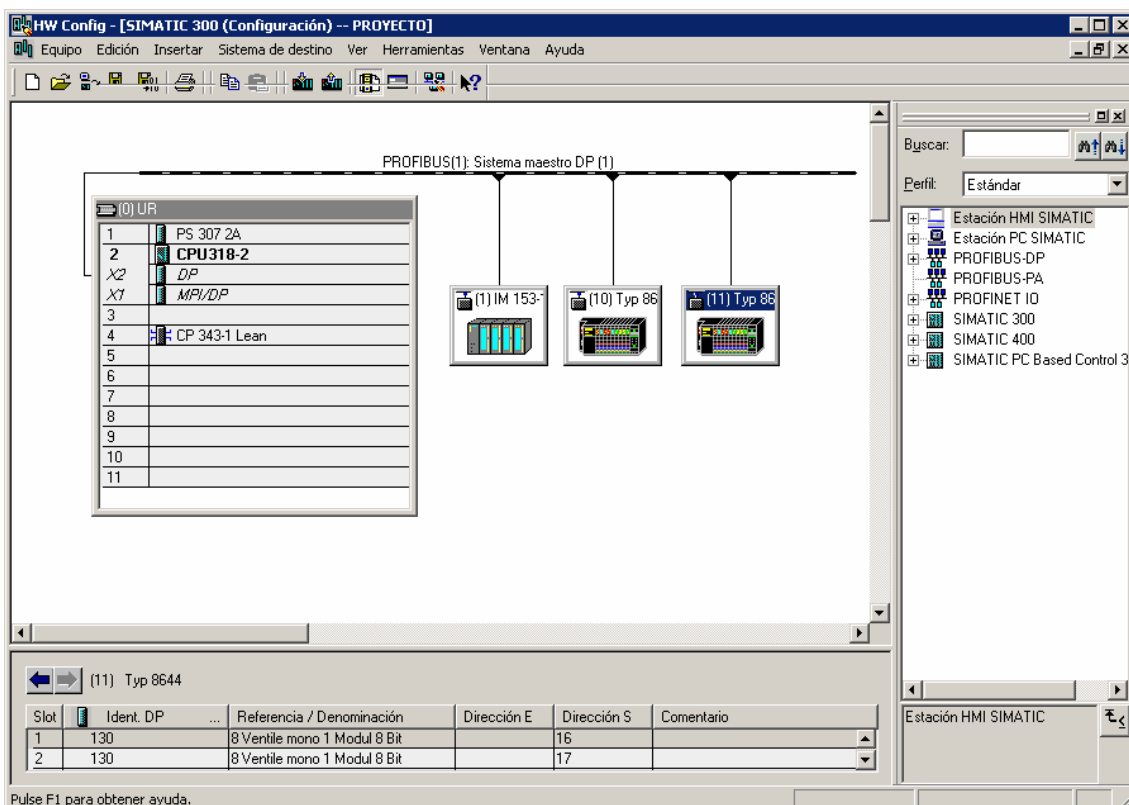 HW Config - [SIMATIC 300 (Configuración) -- PROYECTO]
Equipo Edición Insertar Sistema de destino Ver Herramientas Ventana Ayuda
PROFIBUS(1): Sistema maestro DP (1)
(0) UR
1 PS 307 2A
2 CPU318-2
X2 DP
X1 MPI/DP
3
4 CP 343-1 Lean
5
6
7
8
9
10
11
(1) IM 153-1
(10) Typ 86
(11) Typ 86
Buscar:
Perfil: Estándar
Estación HMI SIMATIC
Estación PC SIMATIC
PROFIBUS-DP
PROFIBUS-PA
PROFINET IO
SIMATIC 300
SIMATIC 400
SIMATIC PC Based Control 3
Estación HMI SIMATIC
(11) Typ 8644
Slot Ident. DP ... Referencia / Denominación Dirección E Dirección S Comentario
1 130 8 Ventile mono 1 Modul 8 Bit 16
2 130 8 Ventile mono 1 Modul 8 Bit 17
Pulse F1 para obtener ayuda.